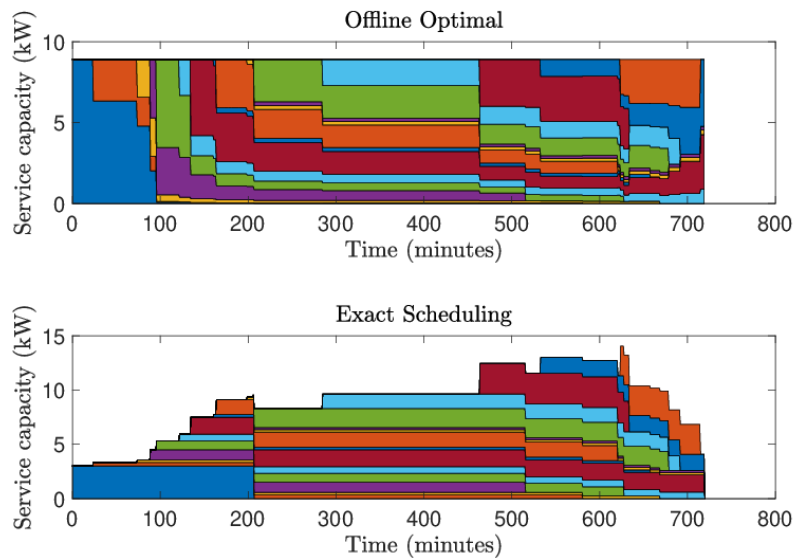 Offline Optimal
Service capacity (kW)
10
5
0
0 100 200 300 400 500 600 700 800
Time (minutes)
Exact Scheduling
Service capacity (kW)
15
10
5
0
0 100 200 300 400 500 600 700 800
Time (minutes)